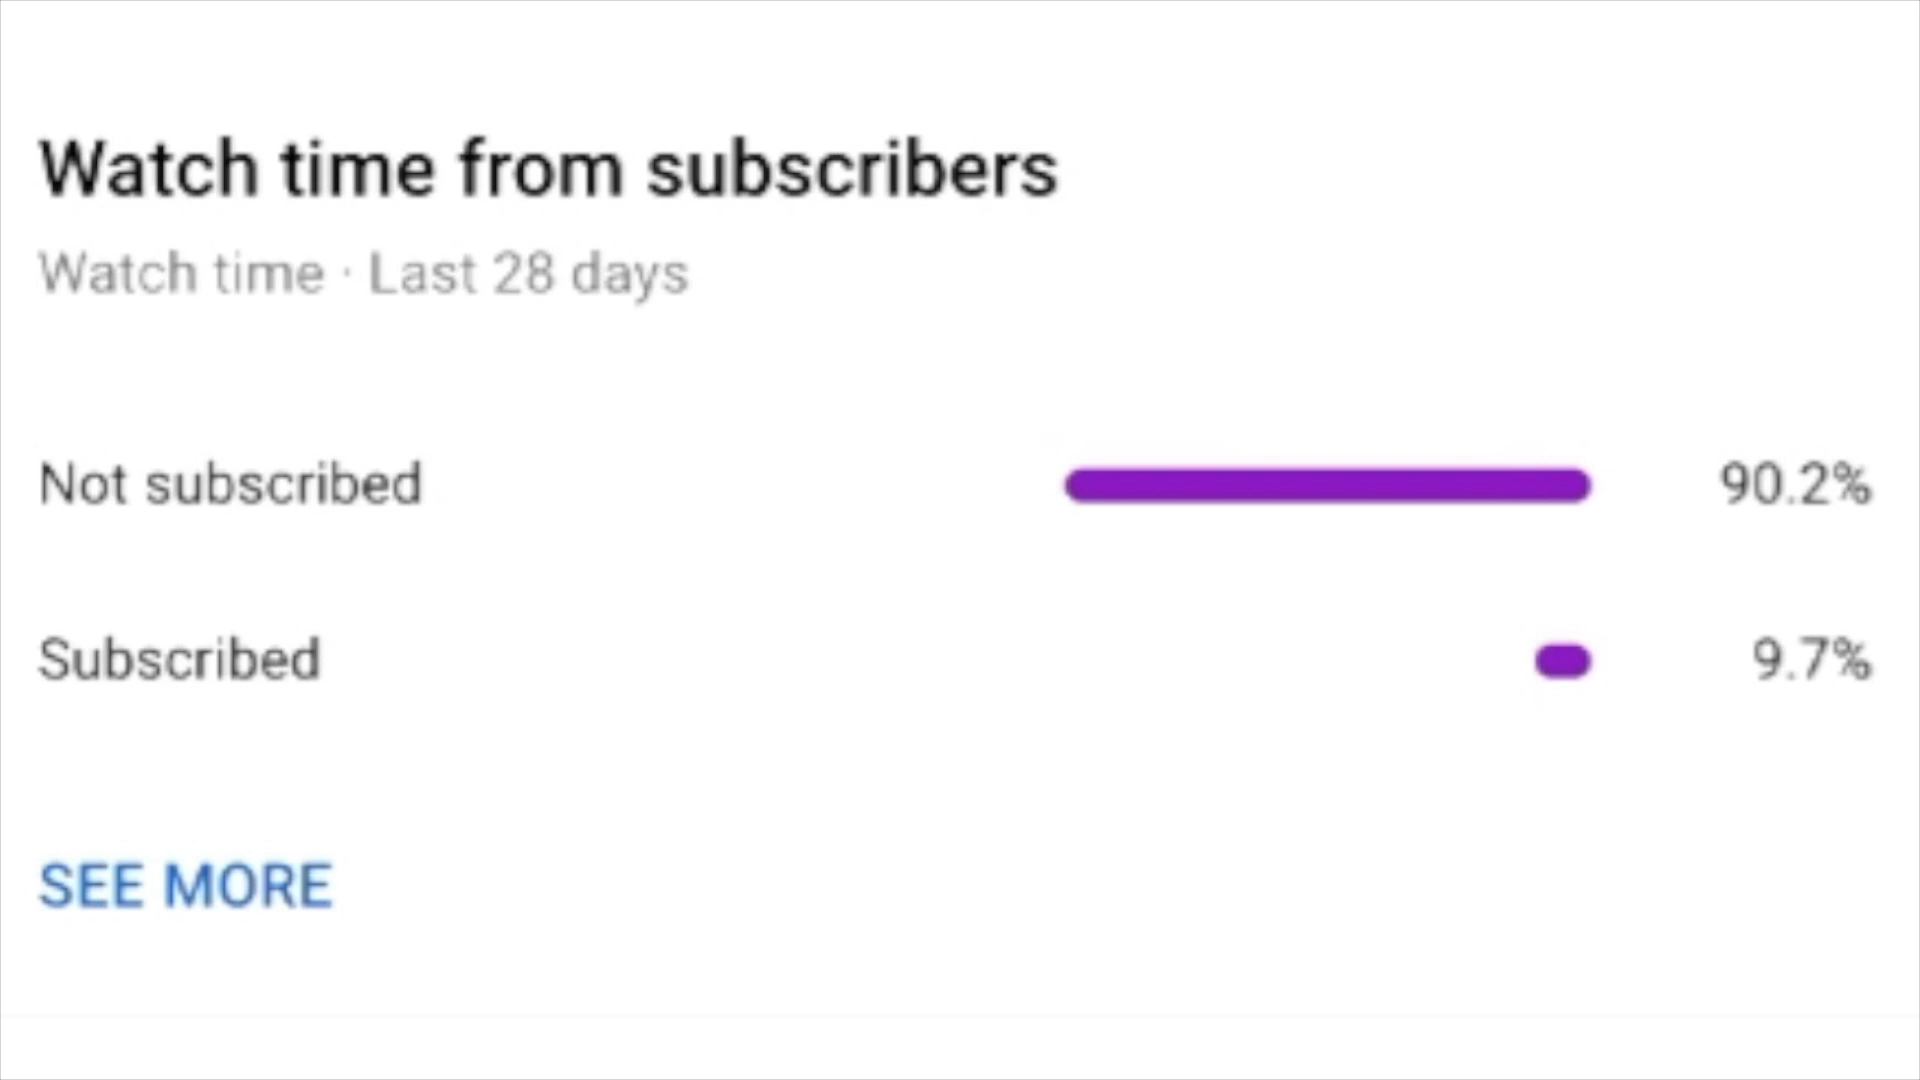 Watch time from subscribers
Watch time · Last 28 days
Not subscribed 90.2%
Subscribed 9.7%
SEE MORE